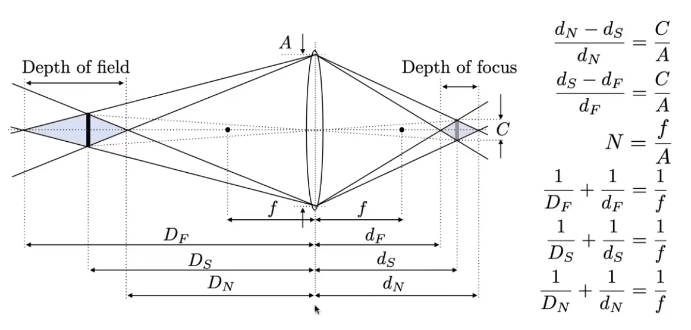 A
Depth of field
Depth of focus
C
f f
D_F d_F
D_S d_S
D_N d_N
\frac{d_N - d_S}{d_N} = \frac{C}{A}
\frac{d_S - d_F}{d_F} = \frac{C}{A}
N = \frac{f}{A}
\frac{1}{D_F} + \frac{1}{d_F} = \frac{1}{f}
\frac{1}{D_S} + \frac{1}{d_S} = \frac{1}{f}
\frac{1}{D_N} + \frac{1}{d_N} = \frac{1}{f}